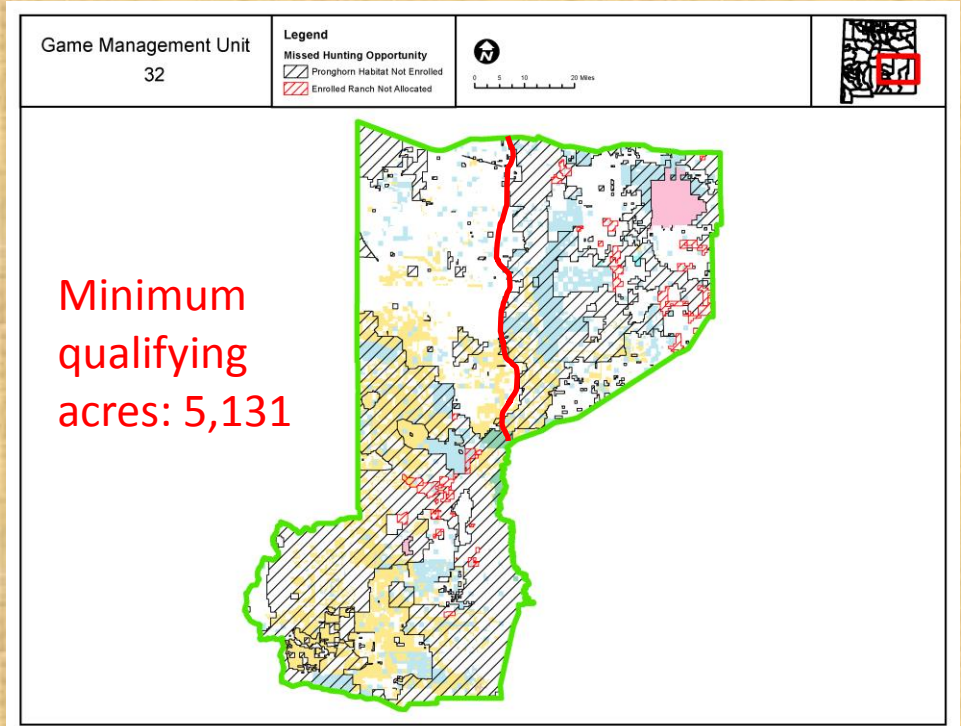 Game Management Unit
32
Legend
Missed Hunting Opportunity
Pronghorn Habitat Not Enrolled
Enrolled Ranch Not Allocated
N
0 5 10 20 Miles
Minimum
qualifying
acres: 5,131